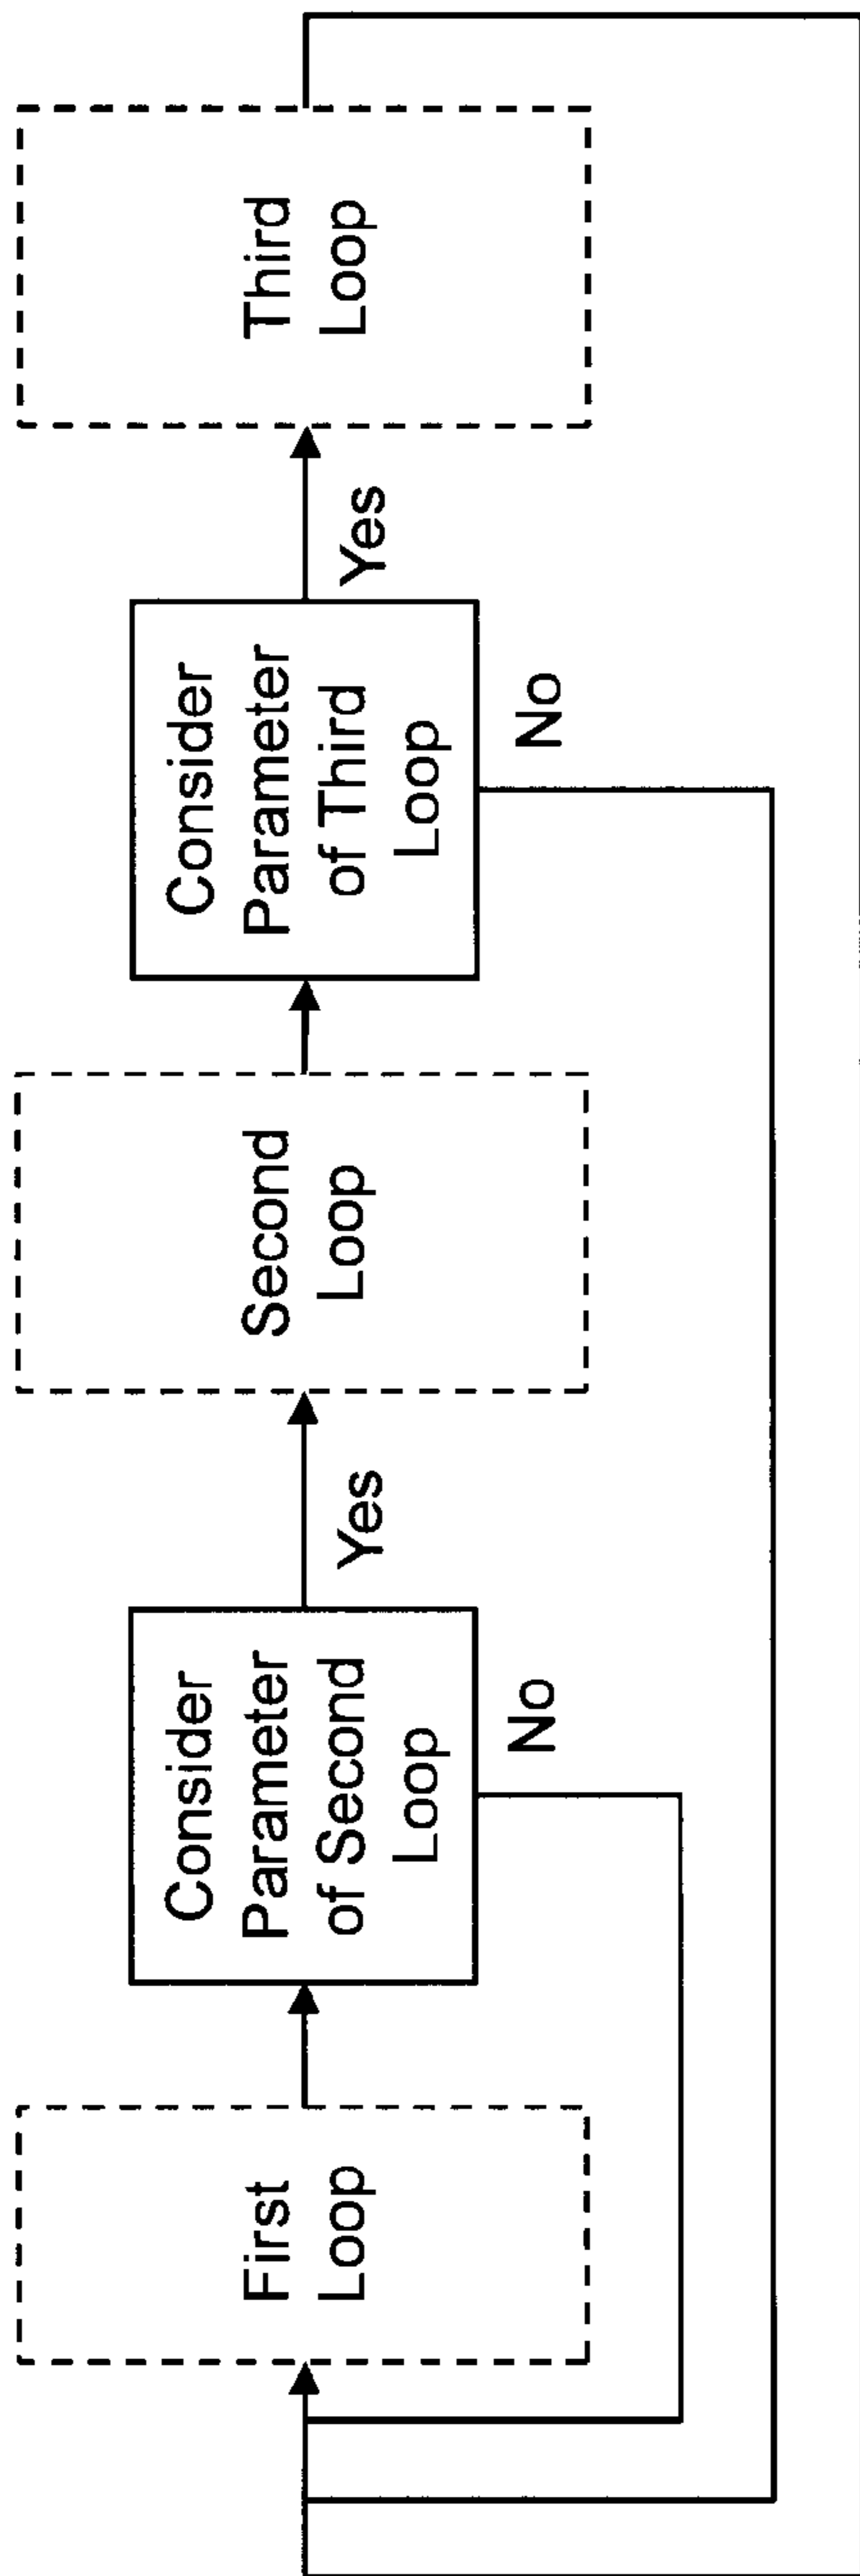 First
Loop
Consider
Parameter
of Second
Loop
Yes
No
Second
Loop
Consider
Parameter
of Third
Loop
Yes
No
Third
Loop